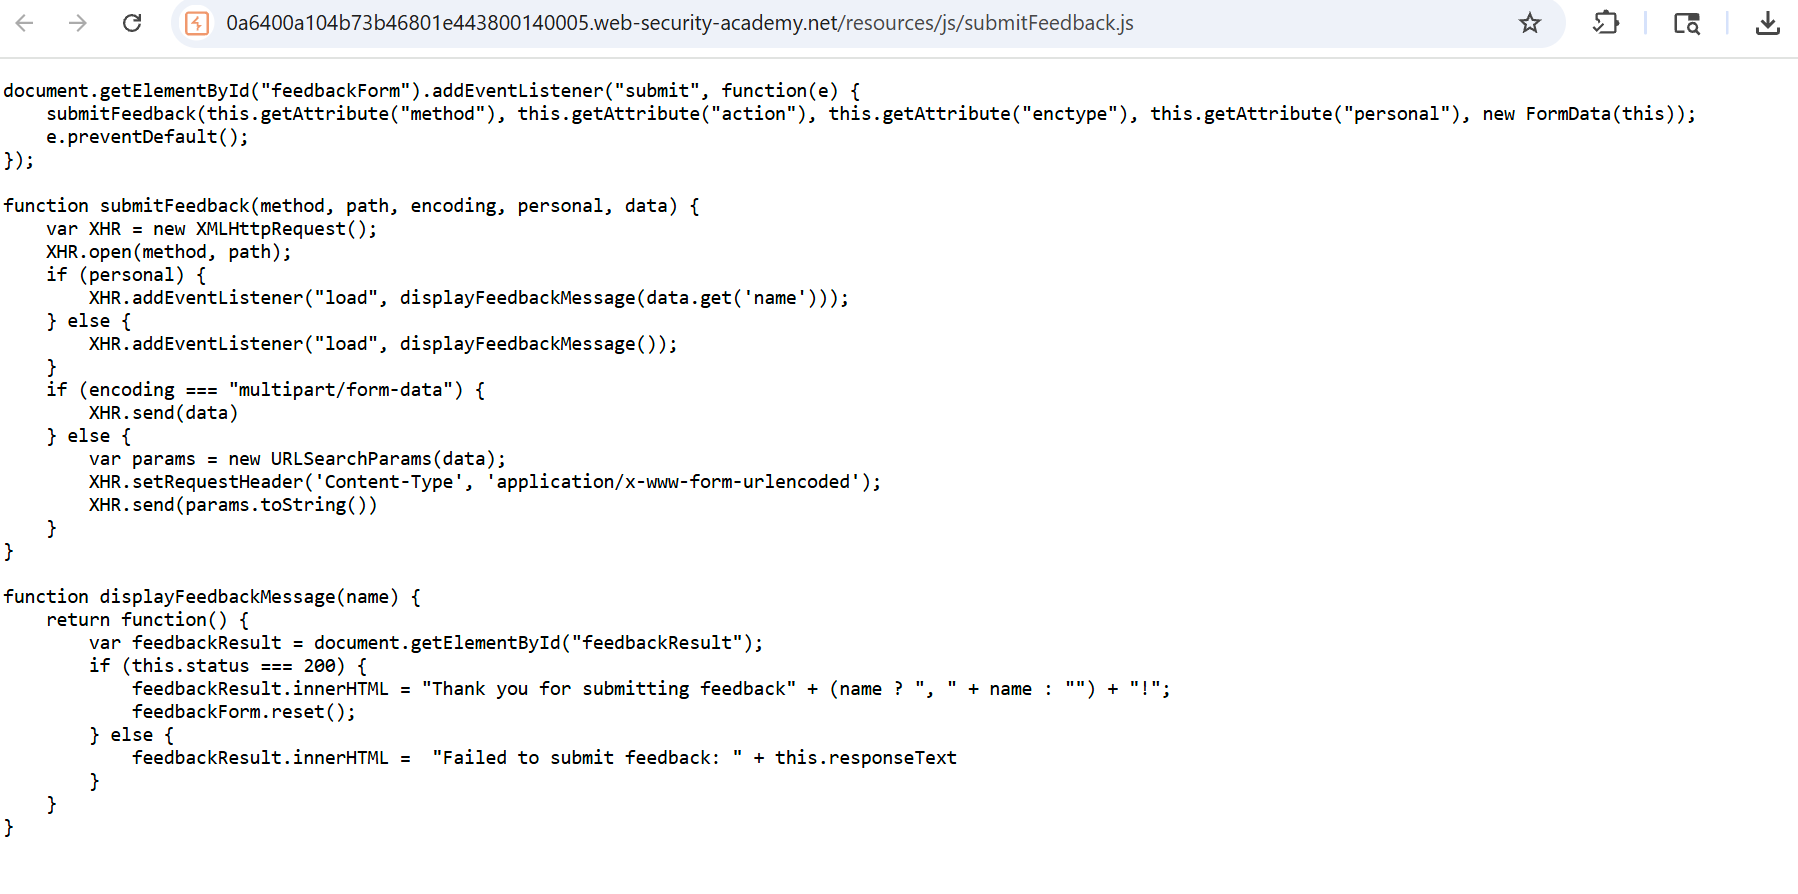 0a6400a104b73b46801e443800140005.web-security-academy.net/resources/js/submitFeedback.js
document.getElementById("feedbackForm").addEventListener("submit", function(e) {
    submitFeedback(this.getAttribute("method"), this.getAttribute("action"), this.getAttribute("enctype"), this.getAttribute("personal"), new FormData(this));
    e.preventDefault();
});

function submitFeedback(method, path, encoding, personal, data) {
    var XHR = new XMLHttpRequest();
    XHR.open(method, path);
    if (personal) {
        XHR.addEventListener("load", displayFeedbackMessage(data.get('name')));
    } else {
        XHR.addEventListener("load", displayFeedbackMessage());
    }
    if (encoding === "multipart/form-data") {
        XHR.send(data)
    } else {
        var params = new URLSearchParams(data);
        XHR.setRequestHeader('Content-Type', 'application/x-www-form-urlencoded');
        XHR.send(params.toString())
    }
}

function displayFeedbackMessage(name) {
    return function() {
        var feedbackResult = document.getElementById("feedbackResult");
        if (this.status === 200) {
            feedbackResult.innerHTML = "Thank you for submitting feedback" + (name ? ", " + name : "") + "!";
            feedbackForm.reset();
        } else {
            feedbackResult.innerHTML =  "Failed to submit feedback: " + this.responseText
        }
    }
}